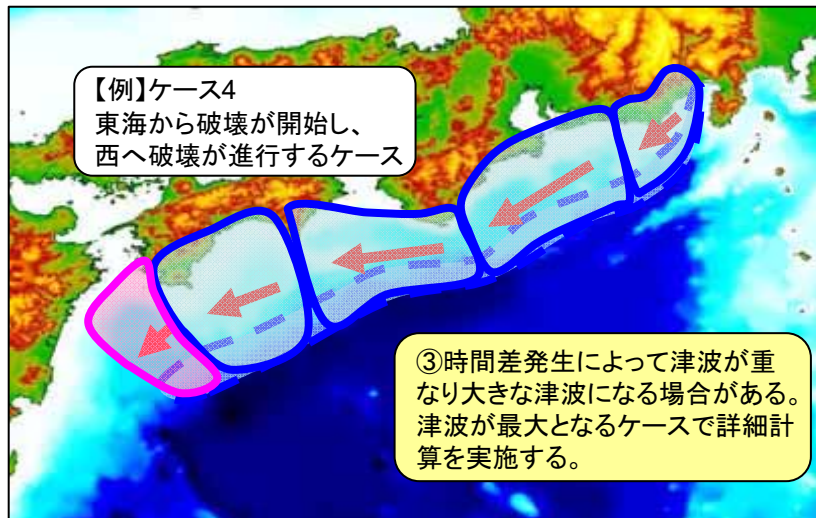 【例】ケース4
東海から破壊が開始し、
西へ破壊が進行するケース
③時間差発生によって津波が重
なり大きな津波になる場合がある。
津波が最大となるケースで詳細計
算を実施する。